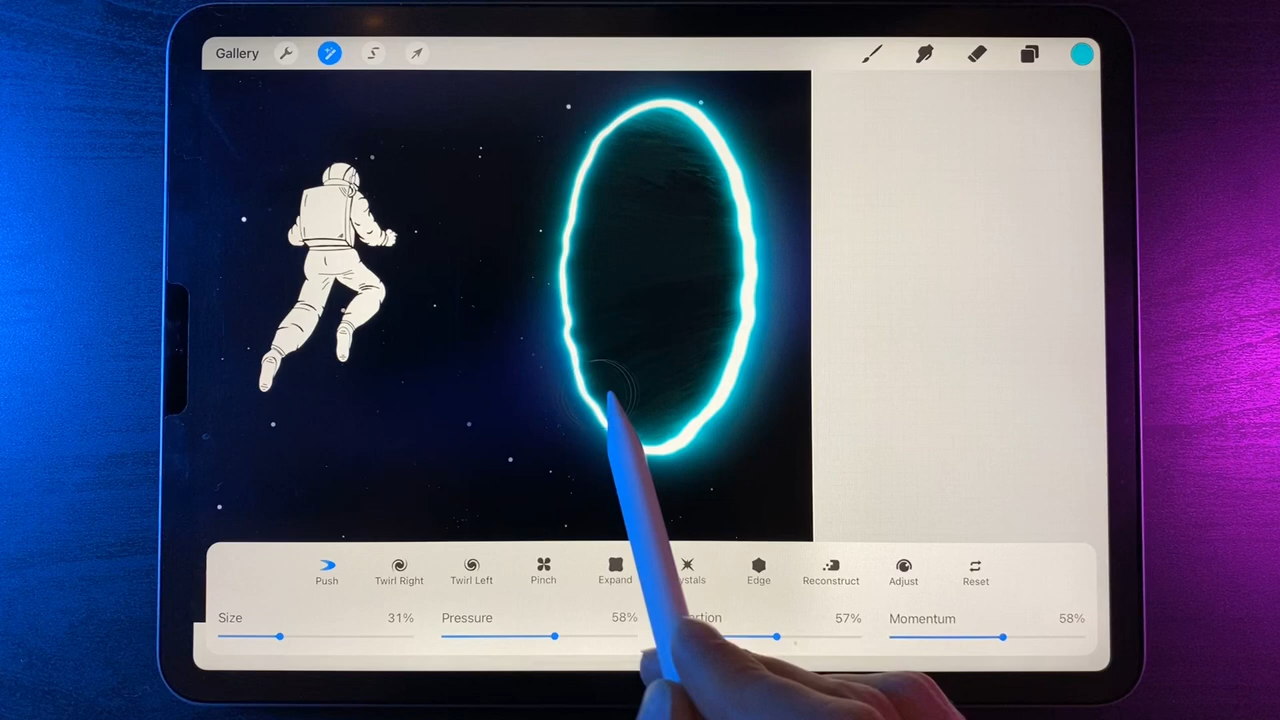 Gallery
Push Twirl Right Twirl Left Pinch Expand Edge Reconstruct Adjust Reset
Size 31% Pressure 58% 57% Momentum 58%